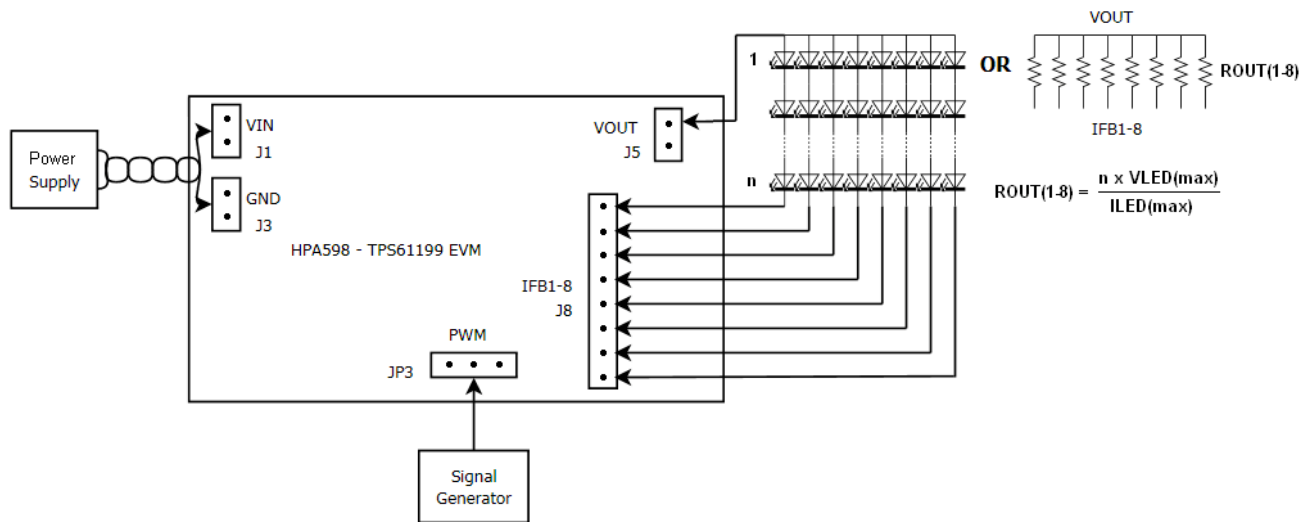 VOUT
1
OR
ROUT(1-8)
IFB1-8
n
ROUT(1-8) = n x VLED(max)
ILED(max)
Power
Supply
VIN
J1
GND
J3
VOUT
J5
HPA598 - TPS61199 EVM
IFB1-8
J8
PWM
JP3
Signal
Generator